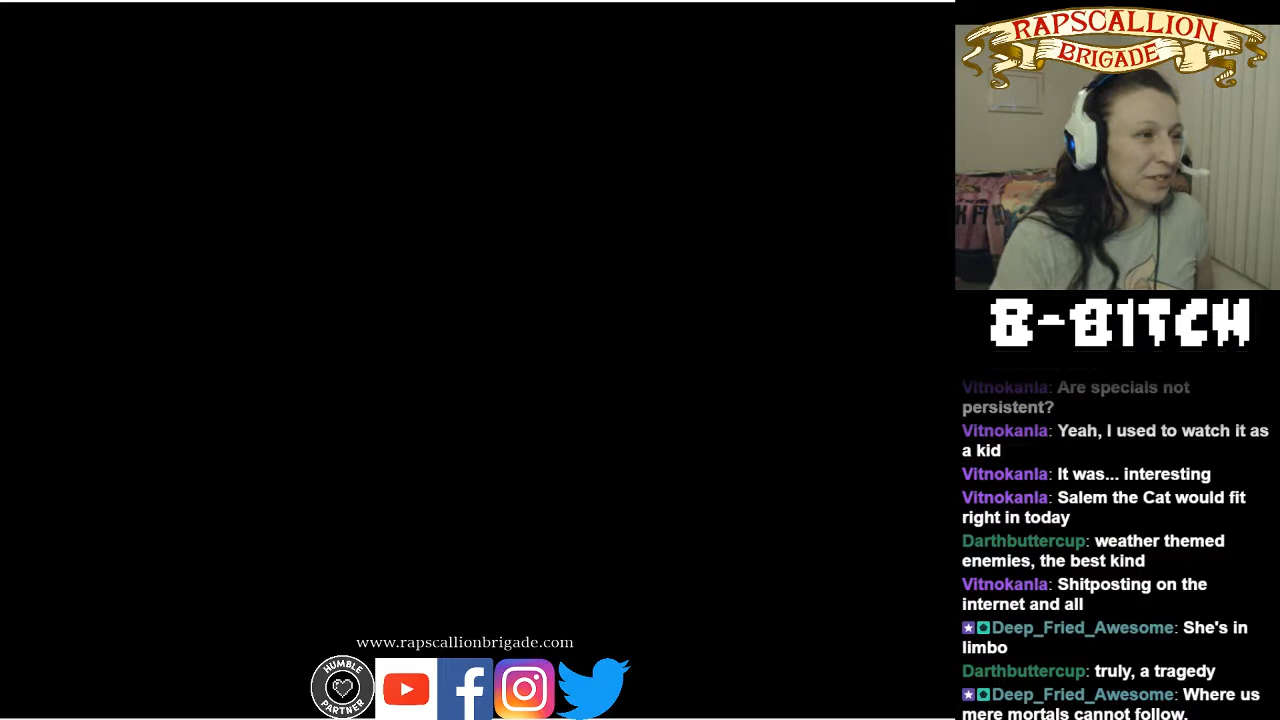 RAPSCALLION
BRIGADE
8-BITCH
Vitnokanla: Are specials not
persistent?
Vitnokanla: Yeah, I used to watch it as
a kid
Vitnokanla: It was... interesting
Vitnokanla: Salem the Cat would fit
right in today
Darthbuttercup: weather themed
enemies, the best kind
Vitnokanla: Shitposting on the
internet and all
Deep_Fried_Awesome: She's in
limbo
Darthbuttercup: truly, a tragedy
Deep_Fried_Awesome: Where us
mere mortals cannot follow.
www.rapscallionbrigade.com
HUMBLE
PARTNER